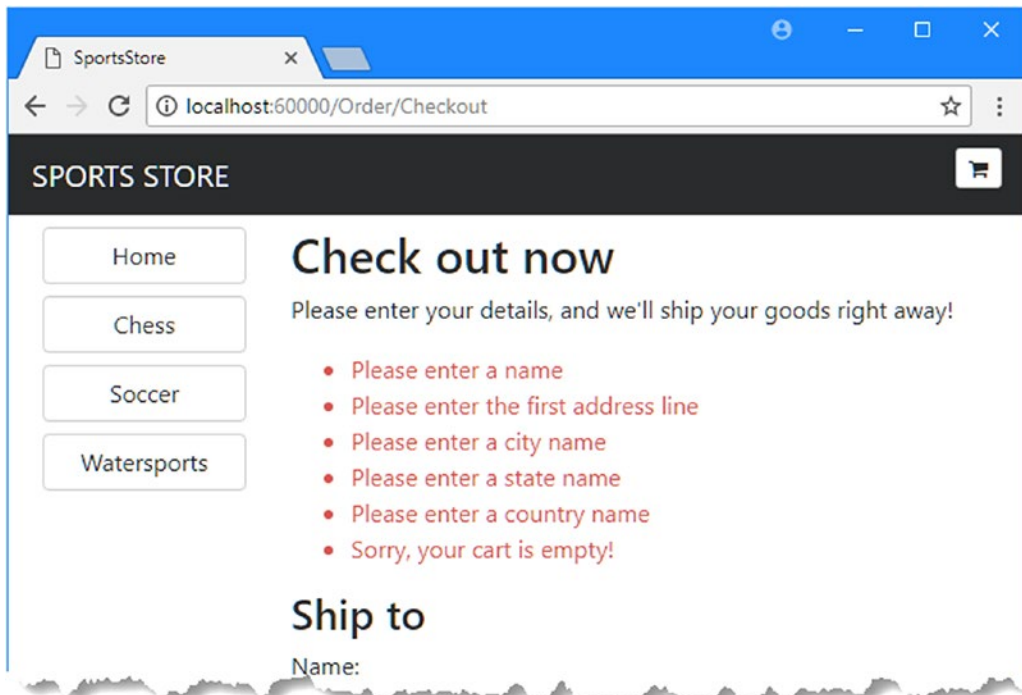 SportsStore
localhost:60000/Order/Checkout
SPORTS STORE
Home
Chess
Soccer
Watersports
Check out now
Please enter your details, and we'll ship your goods right away!
Please enter a name
Please enter the first address line
Please enter a city name
Please enter a state name
Please enter a country name
Sorry, your cart is empty!
Ship to
Name: